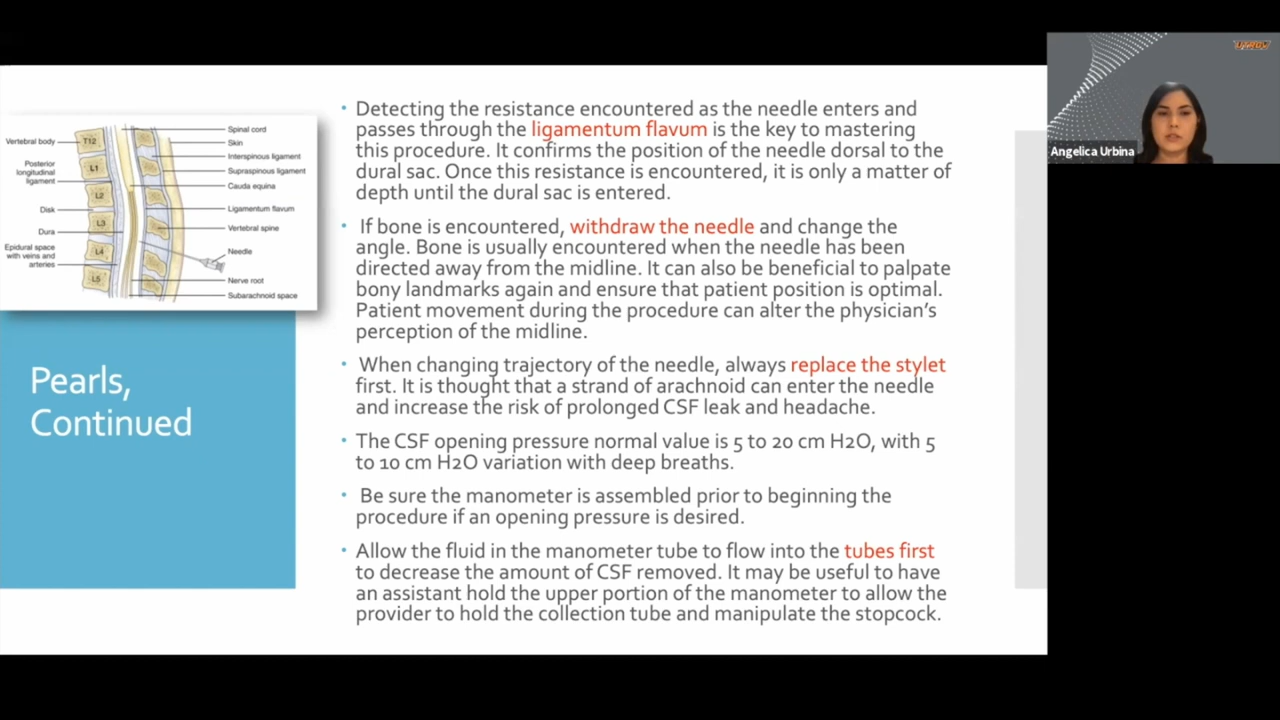 Vertebral body
Posterior
longitudinal
ligament
Disk
Dura
Epidural space
with veins and
arteries
T12
L1
L2
L3
L4
L5
Spinal cord
Skin
Interspinous ligament
Supraspinous ligament
Cauda equina
Ligamentum flavum
Vertebral spine
Needle
Nerve root
Subarachnoid space
Pearls,
Continued
• Detecting the resistance encountered as the needle enters and
passes through the ligamentum flavum is the key to mastering
this procedure. It confirms the position of the needle dorsal to the
dural sac. Once this resistance is encountered, it is only a matter of
depth until the dural sac is entered.
• If bone is encountered, withdraw the needle and change the
angle. Bone is usually encountered when the needle has been
directed away from the midline. It can also be beneficial to palpate
bony landmarks again and ensure that patient position is optimal.
Patient movement during the procedure can alter the physician's
perception of the midline.
• When changing trajectory of the needle, always replace the stylet
first. It is thought that a strand of arachnoid can enter the needle
and increase the risk of prolonged CSF leak and headache.
• The CSF opening pressure normal value is 5 to 20 cm H2O, with 5
to 10 cm H2O variation with deep breaths.
• Be sure the manometer is assembled prior to beginning the
procedure if an opening pressure is desired.
• Allow the fluid in the manometer tube to flow into the tubes first
to decrease the amount of CSF removed. It may be useful to have
an assistant hold the upper portion of the manometer to allow the
provider to hold the collection tube and manipulate the stopcock.
Angelica Urbina